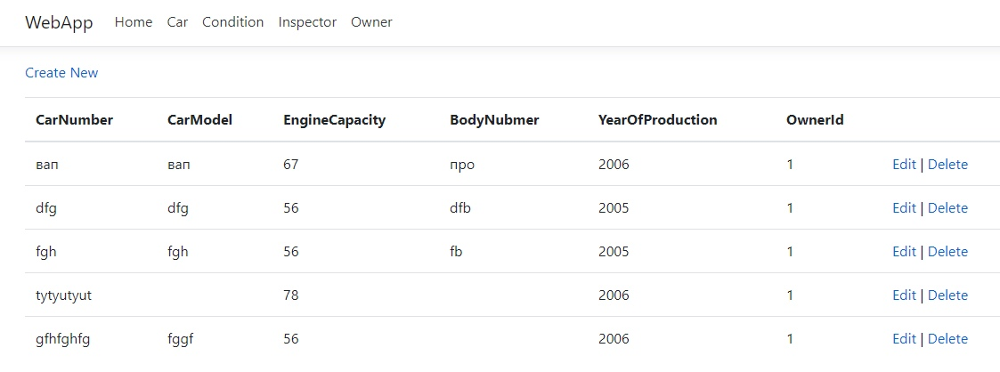 WebApp Home Car Condition Inspector Owner
Create New
CarNumber CarModel EngineCapacity BodyNubmer YearOfProduction OwnerId
вап вап 67 про 2006 1 Edit | Delete
dfg dfg 56 dfb 2005 1 Edit | Delete
fgh fgh 56 fb 2005 1 Edit | Delete
tytyutyut 78 2006 1 Edit | Delete
gfhfghfg fggf 56 2006 1 Edit | Delete